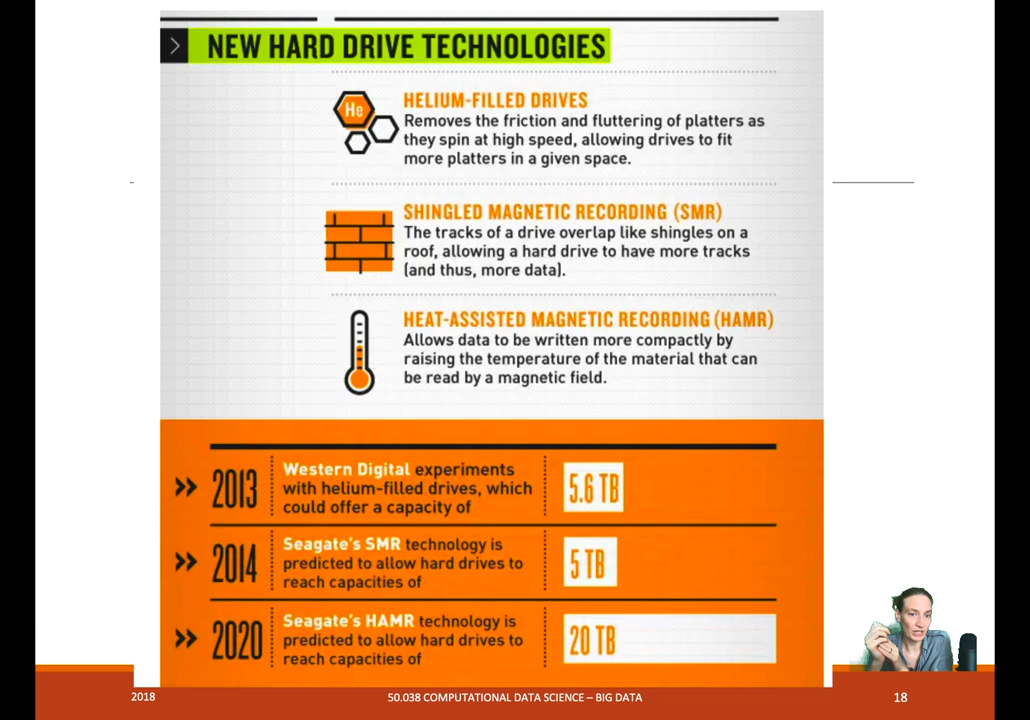 NEW HARD DRIVE TECHNOLOGIES
He
HELIUM-FILLED DRIVES
Removes the friction and fluttering of platters as
they spin at high speed, allowing drives to fit
more platters in a given space.
SHINGLED MAGNETIC RECORDING (SMR)
The tracks of a drive overlap like shingles on a
roof, allowing a hard drive to have more tracks
(and thus, more data).
HEAT-ASSISTED MAGNETIC RECORDING (HAMR)
Allows data to be written more compactly by
raising the temperature of the material that can
be read by a magnetic field.
2013
Western Digital experiments
with helium-filled drives, which
could offer a capacity of
5.6 TB
2014
Seagate's SMR technology is
predicted to allow hard drives to
reach capacities of
5 TB
2020
Seagate's HAMR technology is
predicted to allow hard drives to
reach capacities of
20 TB
2018
50.038 COMPUTATIONAL DATA SCIENCE – BIG DATA
18